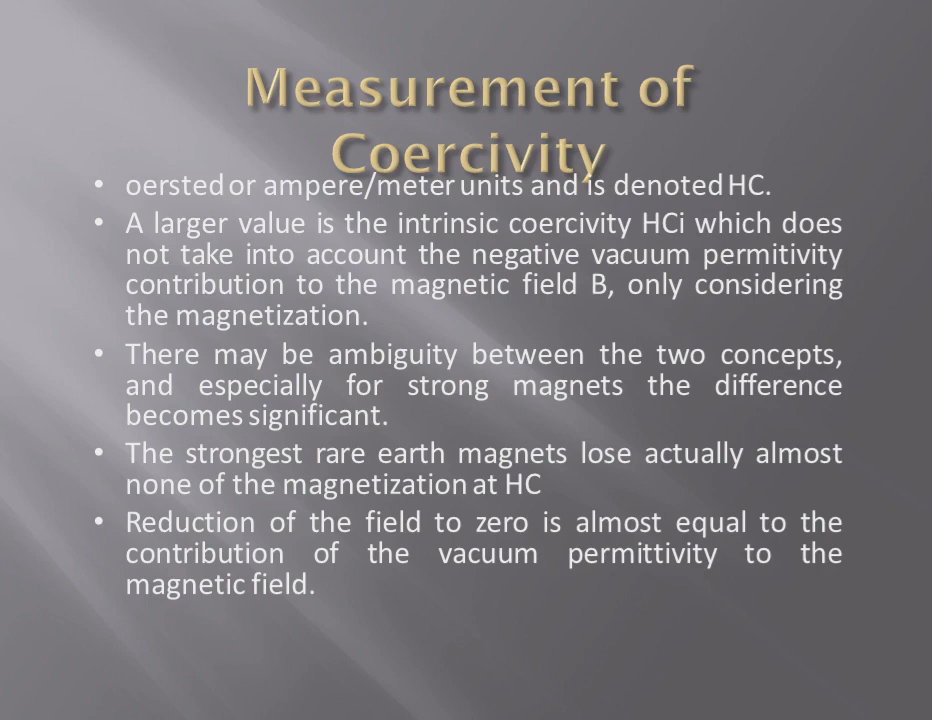 Measurement of
Coercivity
• oersted or ampere/meter units and is denoted HC.
• A larger value is the intrinsic coercivity HCi which does
not take into account the negative vacuum permitivity
contribution to the magnetic field B, only considering
the magnetization.
• There may be ambiguity between the two concepts,
and especially for strong magnets the difference
becomes significant.
• The strongest rare earth magnets lose actually almost
none of the magnetization at HC
• Reduction of the field to zero is almost equal to the
contribution of the vacuum permittivity to the
magnetic field.